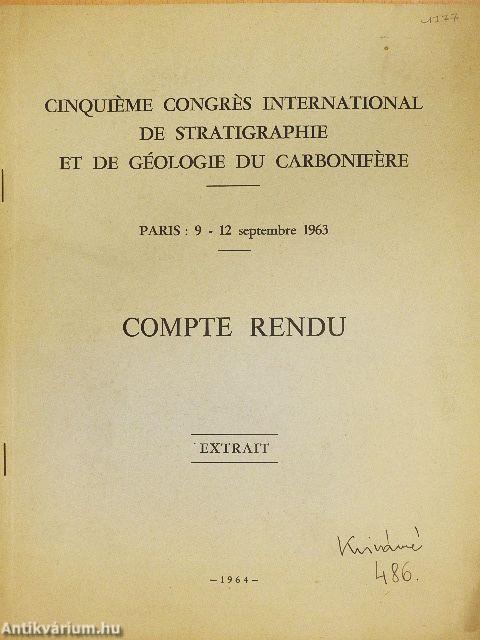 1177
CINQUIÈME CONGRÈS INTERNATIONAL
DE STRATIGRAPHIE
ET DE GÉOLOGIE DU CARBONIFÈRE
PARIS : 9 - 12 septembre 1963
COMPTE RENDU
EXTRAIT
486.
-1964-
Antikvárium.hu